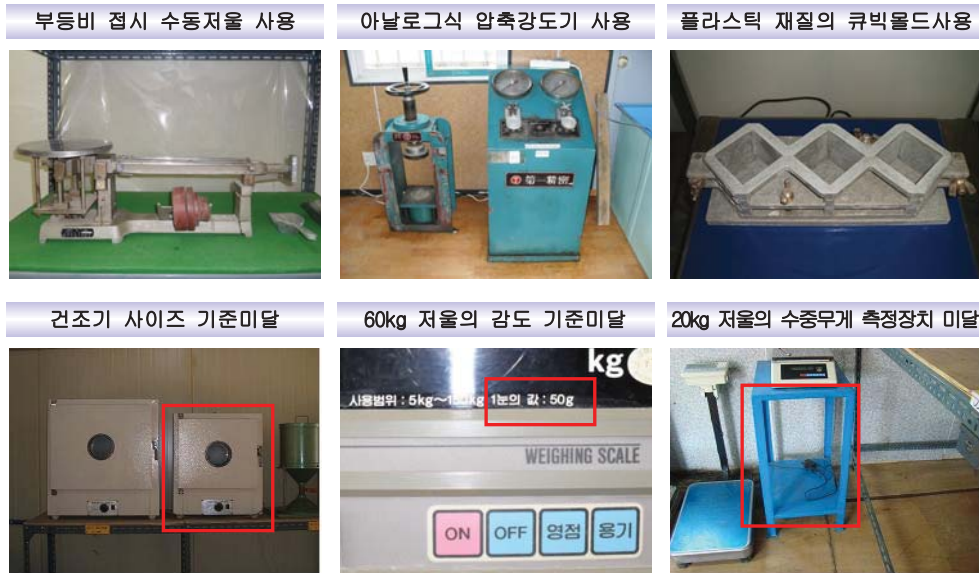 부등비 접시 수동저울 사용
아날로그식 압축강도기 사용
플라스틱 재질의 큐빅몰드사용
건조기 사이즈 기준미달
60kg 저울의 감도 기준미달
20kg 저울의 수중무게 측정장치 미달
kg
사용범위 : 5kg~150kg 1눈의 값 : 50g
WEIGHING SCALE
ON OFF 영점 용기